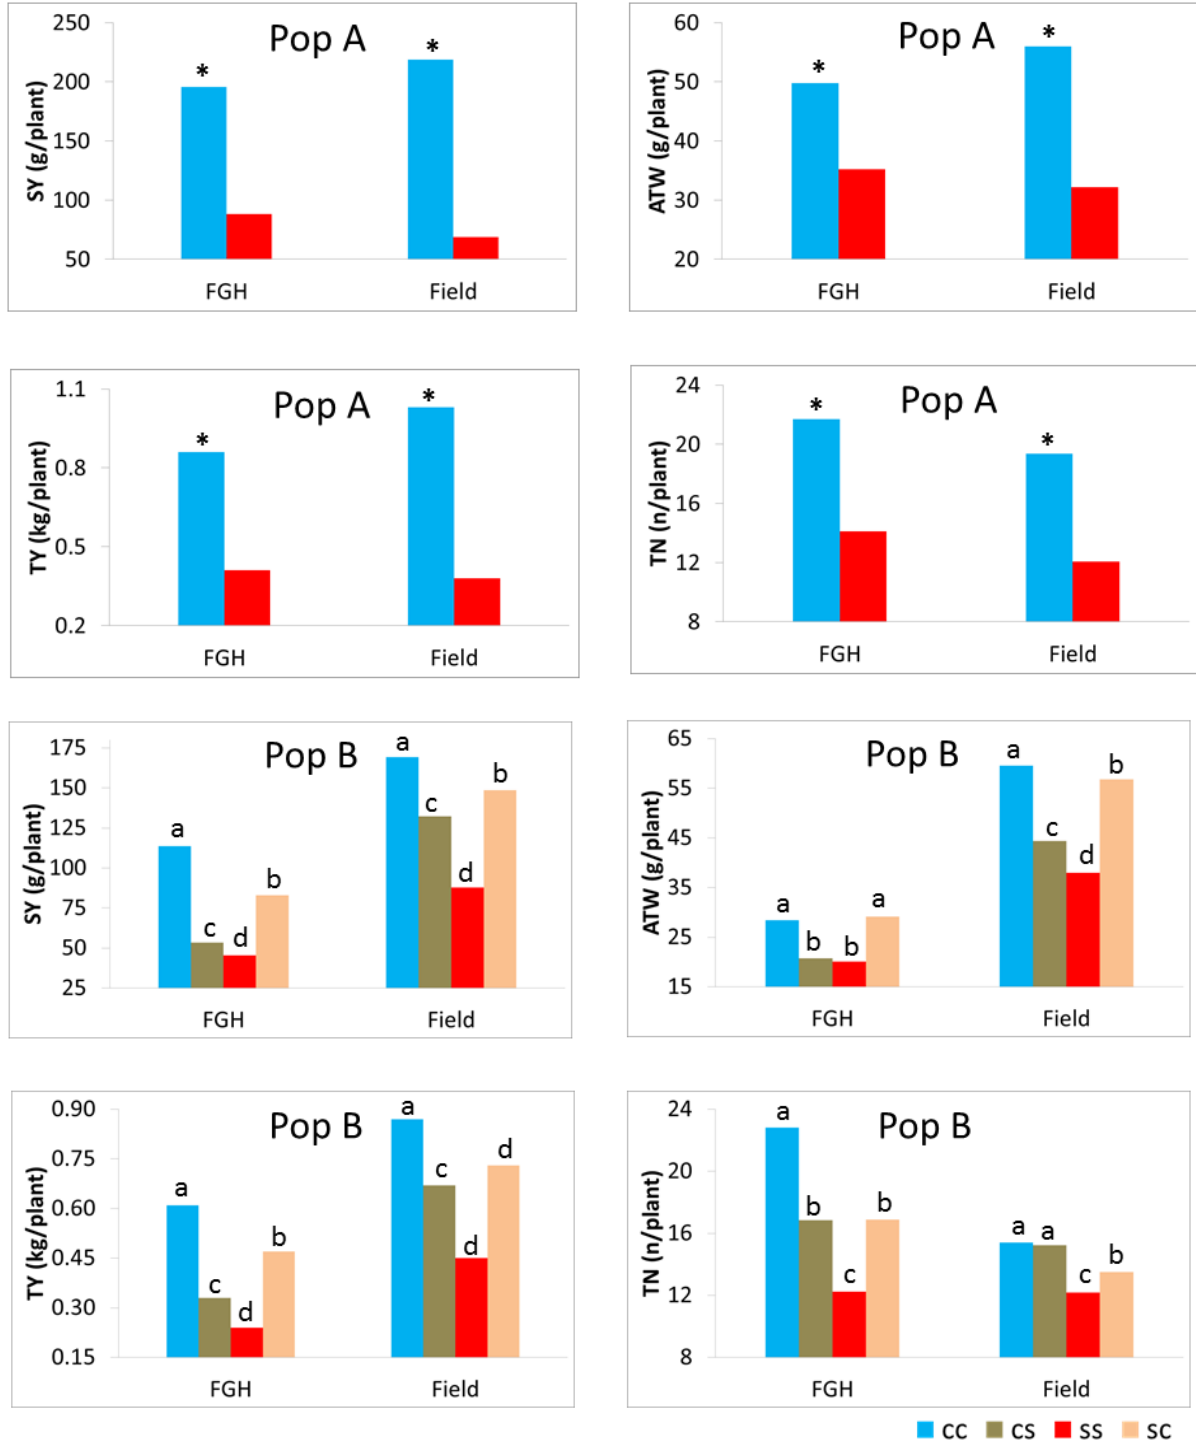 Pop A
SY (g/plant)
250
200
150
100
50
*
*
FGH
Field
Pop A
ATW (g/plant)
60
50
40
30
20
*
*
FGH
Field
Pop A
TY (kg/plant)
1.1
0.8
0.5
0.2
*
*
FGH
Field
Pop A
TN (n/plant)
24
20
16
12
8
*
*
FGH
Field
Pop B
SY (g/plant)
175
150
125
100
75
50
25
a
c
d
b
a
c
d
b
FGH
Field
Pop B
ATW (g/plant)
65
55
45
35
25
15
a
b
b
a
a
c
d
b
FGH
Field
Pop B
TY (kg/plant)
0.90
0.75
0.60
0.45
0.30
0.15
a
c
d
b
a
c
d
d
FGH
Field
Pop B
TN (n/plant)
24
20
16
12
8
a
b
c
b
a
a
c
b
FGH
Field
cc cs ss sc